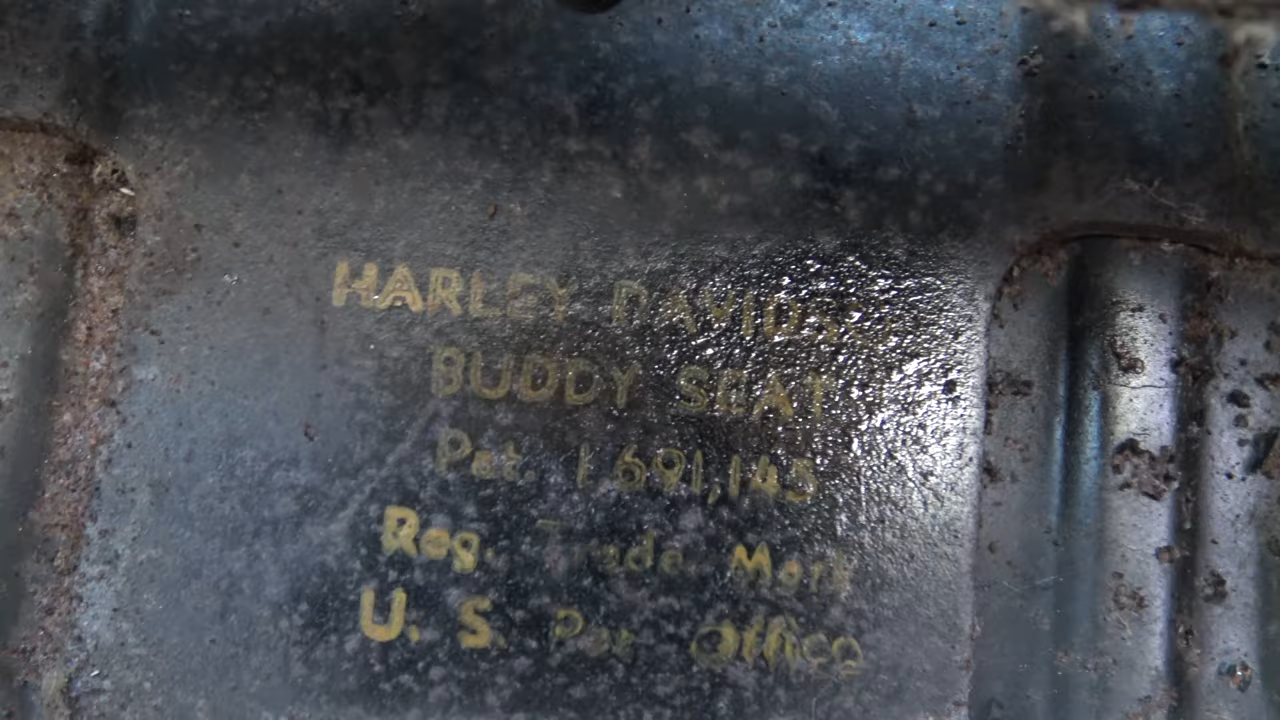 HARLEY DAVIDSON
BUDDY SEAT
Pat. 1,691,145
Reg. Trade Mark
U. S. Pat Office